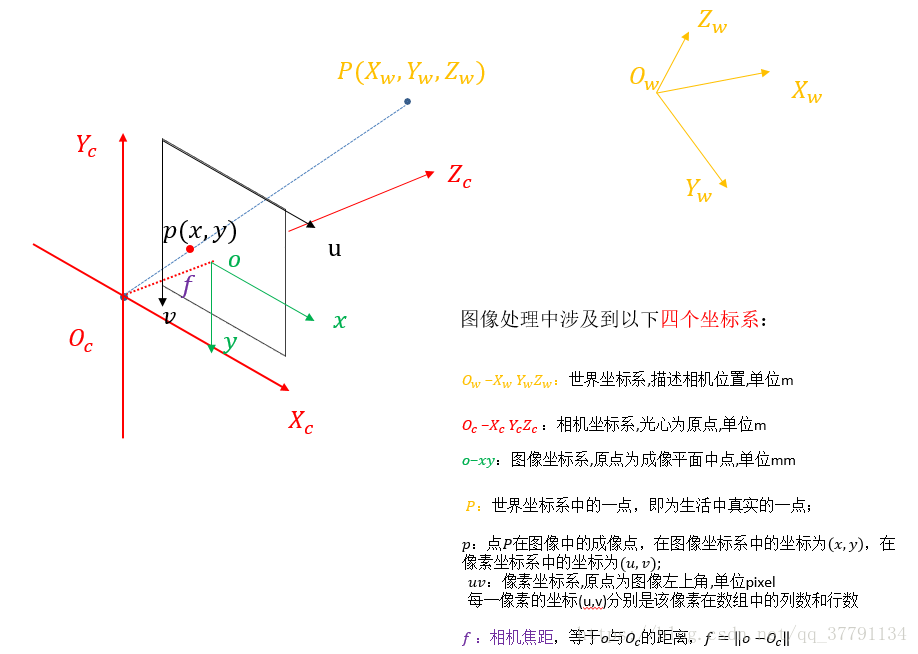 Z_w
P(X_w, Y_w, Z_w)
O_w
X_w
Y_c
Z_c
Y_w
p(x, y)
u
o
f
v
x
y
O_c
X_c
图像处理中涉及到以下四个坐标系：
O_w −X_w Y_w Z_w：世界坐标系,描述相机位置,单位m
O_c −X_c Y_c Z_c：相机坐标系,光心为原点,单位m
o−xy：图像坐标系,原点为成像平面中点,单位mm
P：世界坐标系中的一点，即为生活中真实的一点；
p：点P在图像中的成像点，在图像坐标系中的坐标为(x, y)，在
像素坐标系中的坐标为(u, v);
uv：像素坐标系,原点为图像左上角,单位pixel
每一像素的坐标(u,v)分别是该像素在数组中的列数和行数
f：相机焦距，等于o与O_c的距离，f = ‖o − O_c‖
blog.csdn.net/qq_37791134